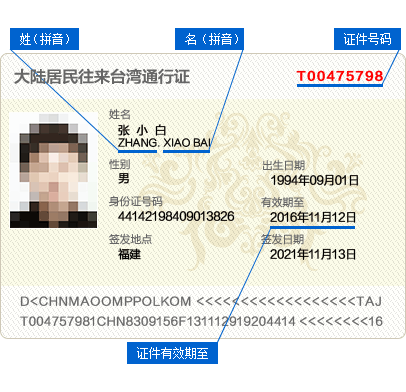 姓（拼音）
名（拼音）
证件号码
大陆居民往来台湾通行证
T00475798
姓名
张 小 白
ZHANG. XIAO BAI
性别
出生日期
男
1994年09月01日
身份证号码
有效期至
44142198409013826
2016年11月12日
签发地点
签发日期
福建
2021年11月13日
D<CHNMAOOMPPOLKOM <<<<<<<<<<<<<<<<<<TAJ
T004757981CHN8309156F131112919204414 <<<<<<<<16
证件有效期至